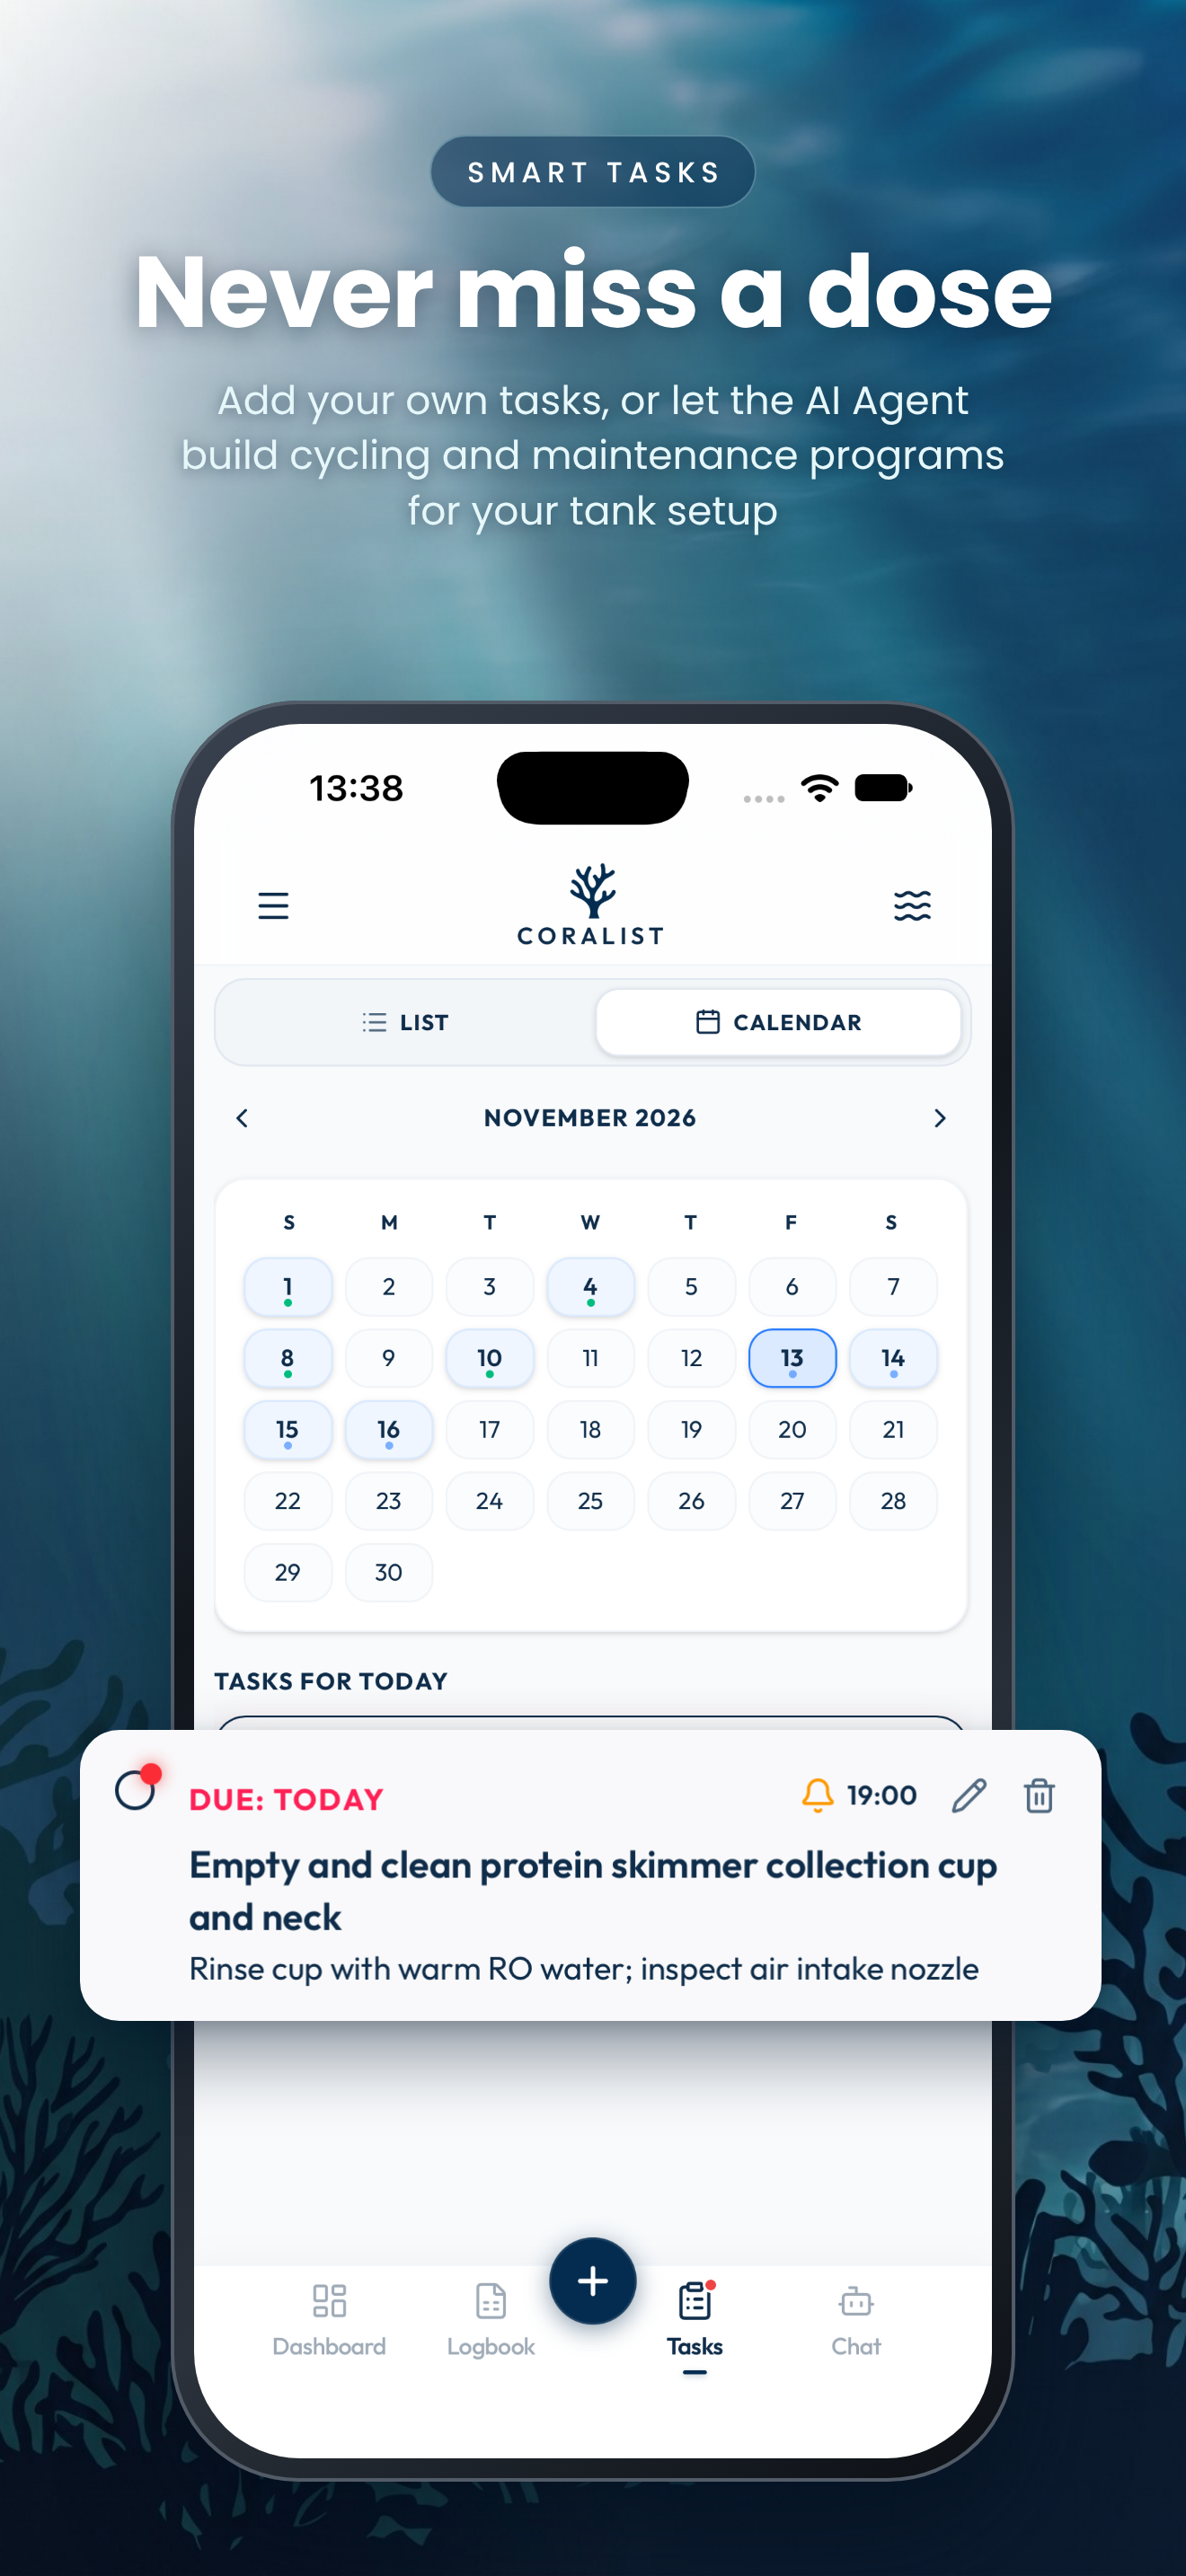 SMART TASKS
Never miss a dose
Add your own tasks, or let the AI Agent
build cycling and maintenance programs
for your tank setup
13:38
CORALIST
LIST
CALENDAR
NOVEMBER 2026
S M T W T F S
1 2 3 4 5 6 7
8 9 10 11 12 13 14
15 16 17 18 19 20 21
22 23 24 25 26 27 28
29 30
TASKS FOR TODAY
DUE: TODAY
19:00
Empty and clean protein skimmer collection cup
and neck
Rinse cup with warm RO water; inspect air intake nozzle
Dashboard
Logbook
Tasks
Chat